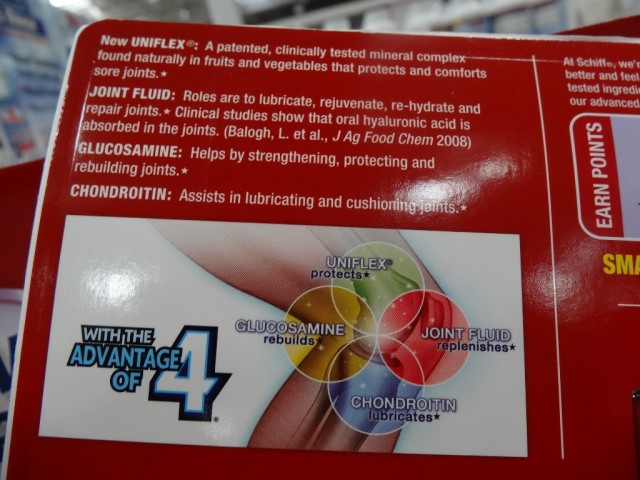 New UNIFLEX®: A patented, clinically tested mineral complex
found naturally in fruits and vegetables that protects and comforts
sore joints.★
JOINT FLUID: Roles are to lubricate, rejuvenate, re-hydrate and
repair joints.★ Clinical studies show that oral hyaluronic acid is
absorbed in the joints. (Balogh, L. et al., J Ag Food Chem 2008)
GLUCOSAMINE: Helps by strengthening, protecting and
rebuilding joints.★
CHONDROITIN: Assists in lubricating and cushioning joints.★
UNIFLEX®
protects★
GLUCOSAMINE
rebuilds★
JOINT FLUID
replenishes★
CHONDROITIN
lubricates★
WITH THE
ADVANTAGE
OF 4
At Schiff®, we'r
better and feel
tested ingredie
our advanced
EARN POINTS
SMA